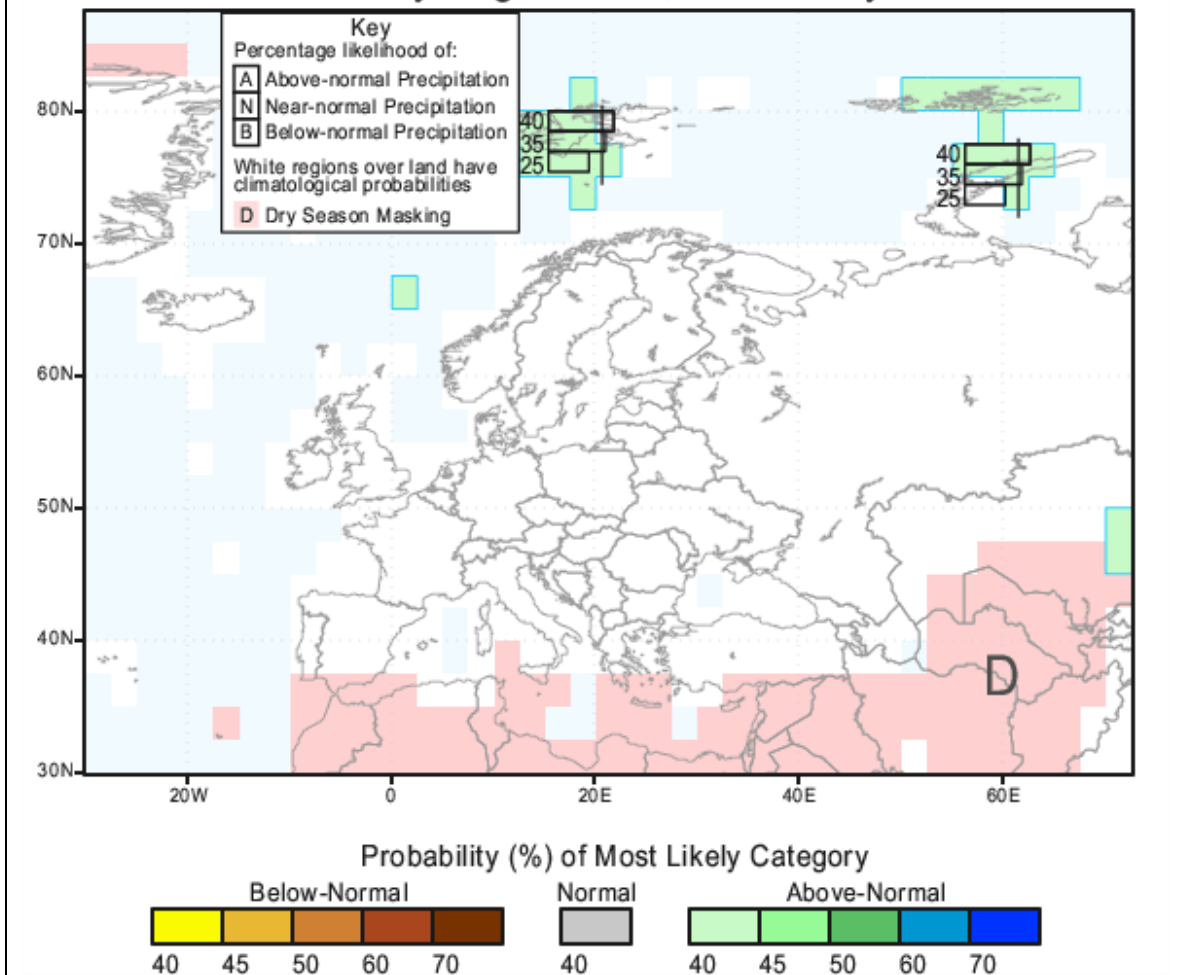 Key
Percentage likelihood of:
A Above-normal Precipitation
N Near-normal Precipitation
B Below-normal Precipitation
White regions over land have
climatological probabilities
D Dry Season Masking
80N
70N
60N
50N
40N
30N
40
35
25
40
35
25
D
20W 0 20E 40E 60E
Probability (%) of Most Likely Category
Below-Normal Normal Above-Normal
40 45 50 60 70 40 40 45 50 60 70